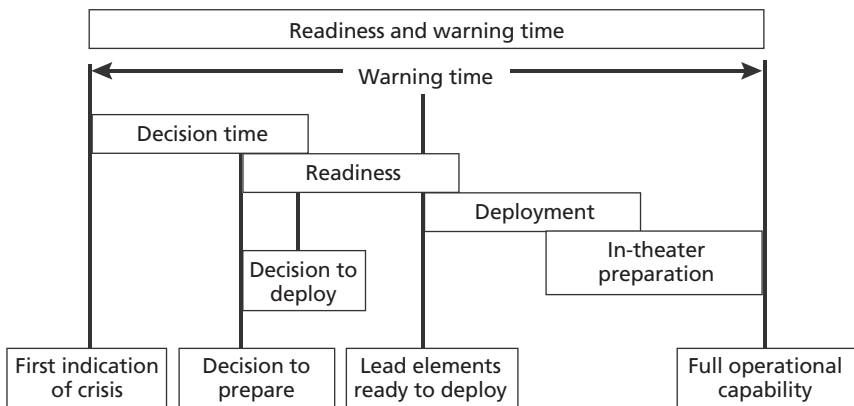 Readiness and warning time
Warning time
Decision time
Readiness
Deployment
In-theater
preparation
Decision to
deploy
First indication
of crisis
Decision to
prepare
Lead elements
ready to deploy
Full operational
capability